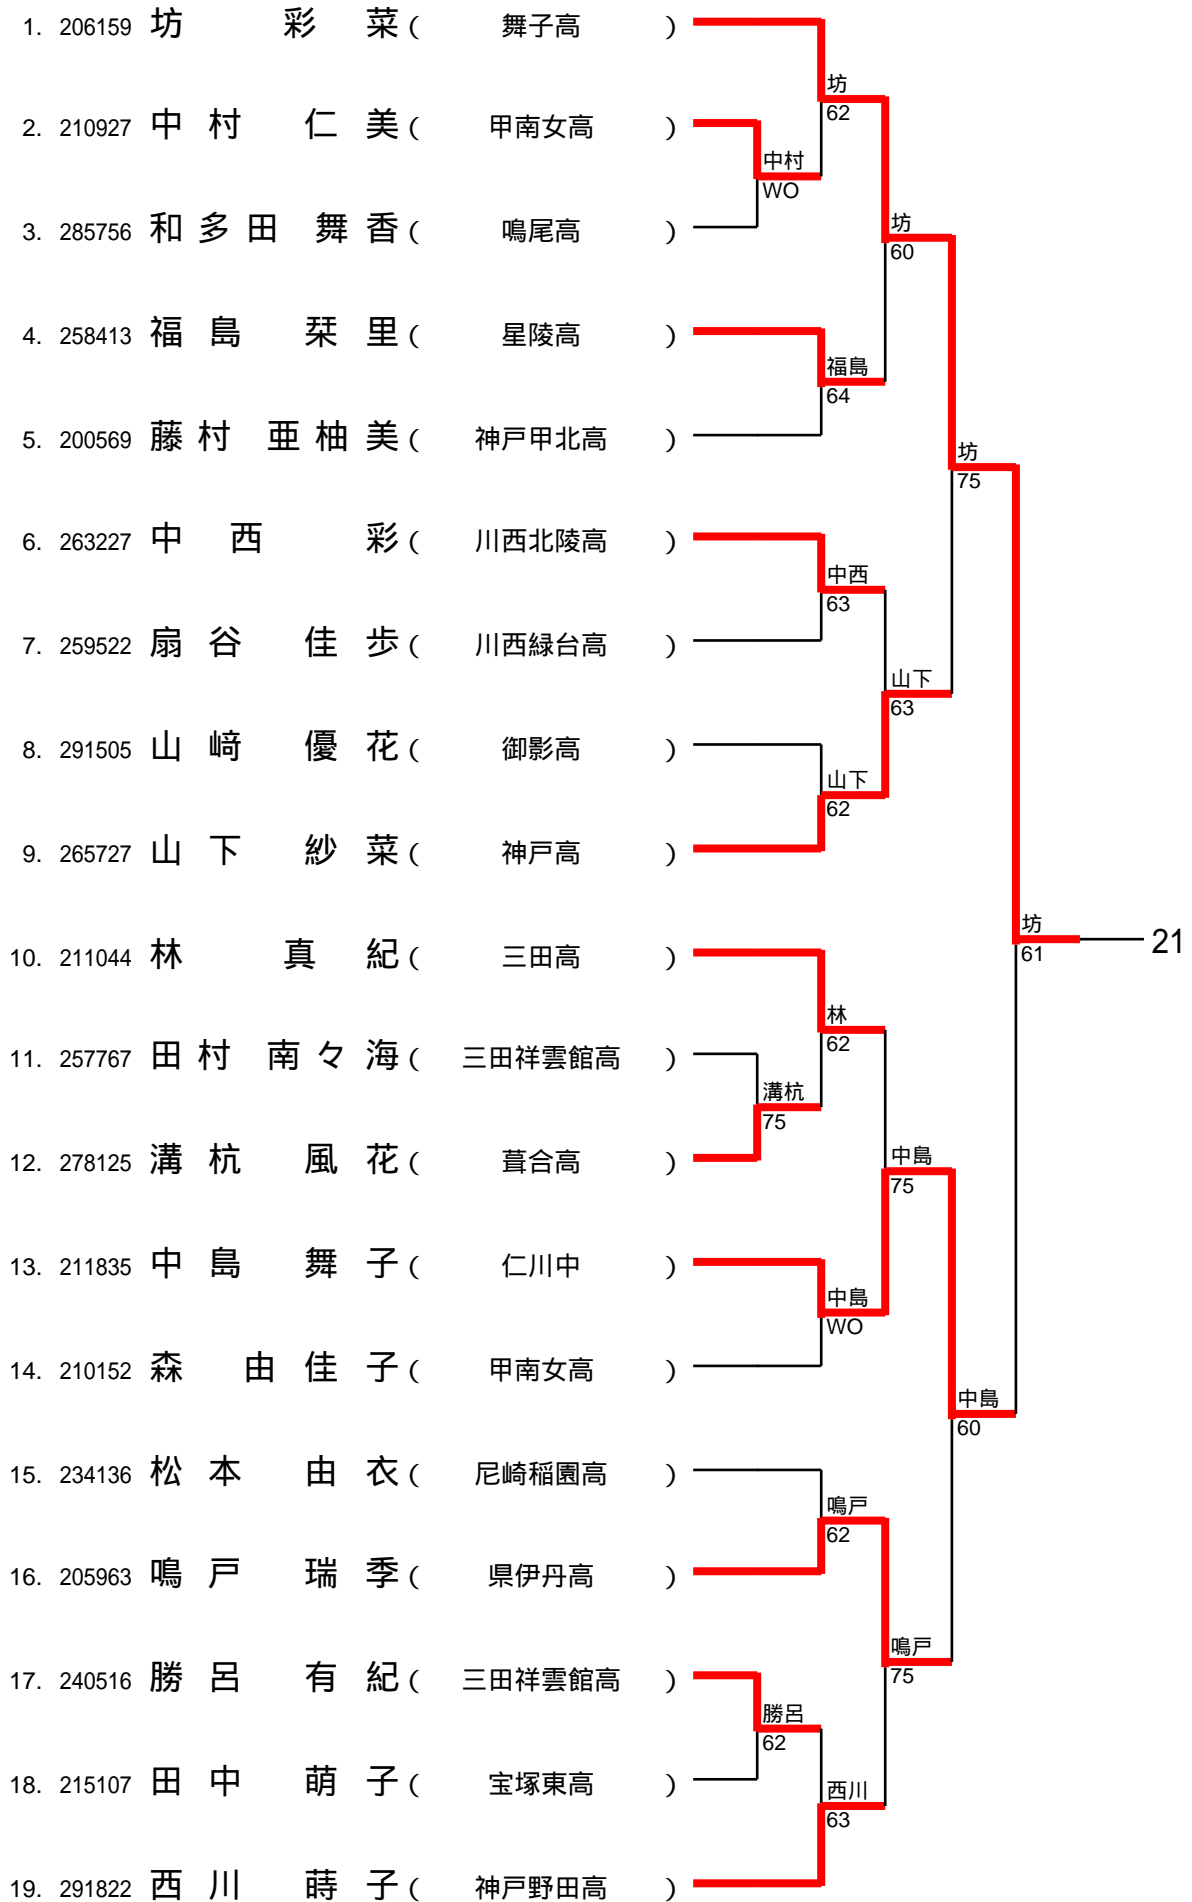 1. 206159 坊 彩 菜 ( 舞子高 )
坊
62
2. 210927 中 村 仁 美 ( 甲南女高 )
中村
WO
3. 285756 和 多 田 舞 香 ( 鳴尾高 )
坊
60
4. 258413 福 島 栞 里 ( 星陵高 )
福島
64
5. 200569 藤 村 亜 柚 美 ( 神戸甲北高 )
坊
75
6. 263227 中 西 彩 ( 川西北陵高 )
中西
63
7. 259522 扇 谷 佳 歩 ( 川西緑台高 )
山下
63
8. 291505 山 﨑 優 花 ( 御影高 )
山下
62
9. 265727 山 下 紗 菜 ( 神戸高 )
坊
61
21
10. 211044 林 真 紀 ( 三田高 )
林
62
11. 257767 田 村 南 々 海 ( 三田祥雲館高 )
溝杭
75
12. 278125 溝 杭 風 花 ( 葺合高 )
中島
75
13. 211835 中 島 舞 子 ( 仁川中 )
中島
WO
14. 210152 森 由 佳 子 ( 甲南女高 )
中島
60
15. 234136 松 本 由 衣 ( 尼崎稲園高 )
鳴戸
62
16. 205963 鳴 戸 瑞 季 ( 県伊丹高 )
鳴戸
75
17. 240516 勝 呂 有 紀 ( 三田祥雲館高 )
勝呂
62
18. 215107 田 中 萌 子 ( 宝塚東高 )
西川
63
19. 291822 西 川 蒔 子 ( 神戸野田高 )